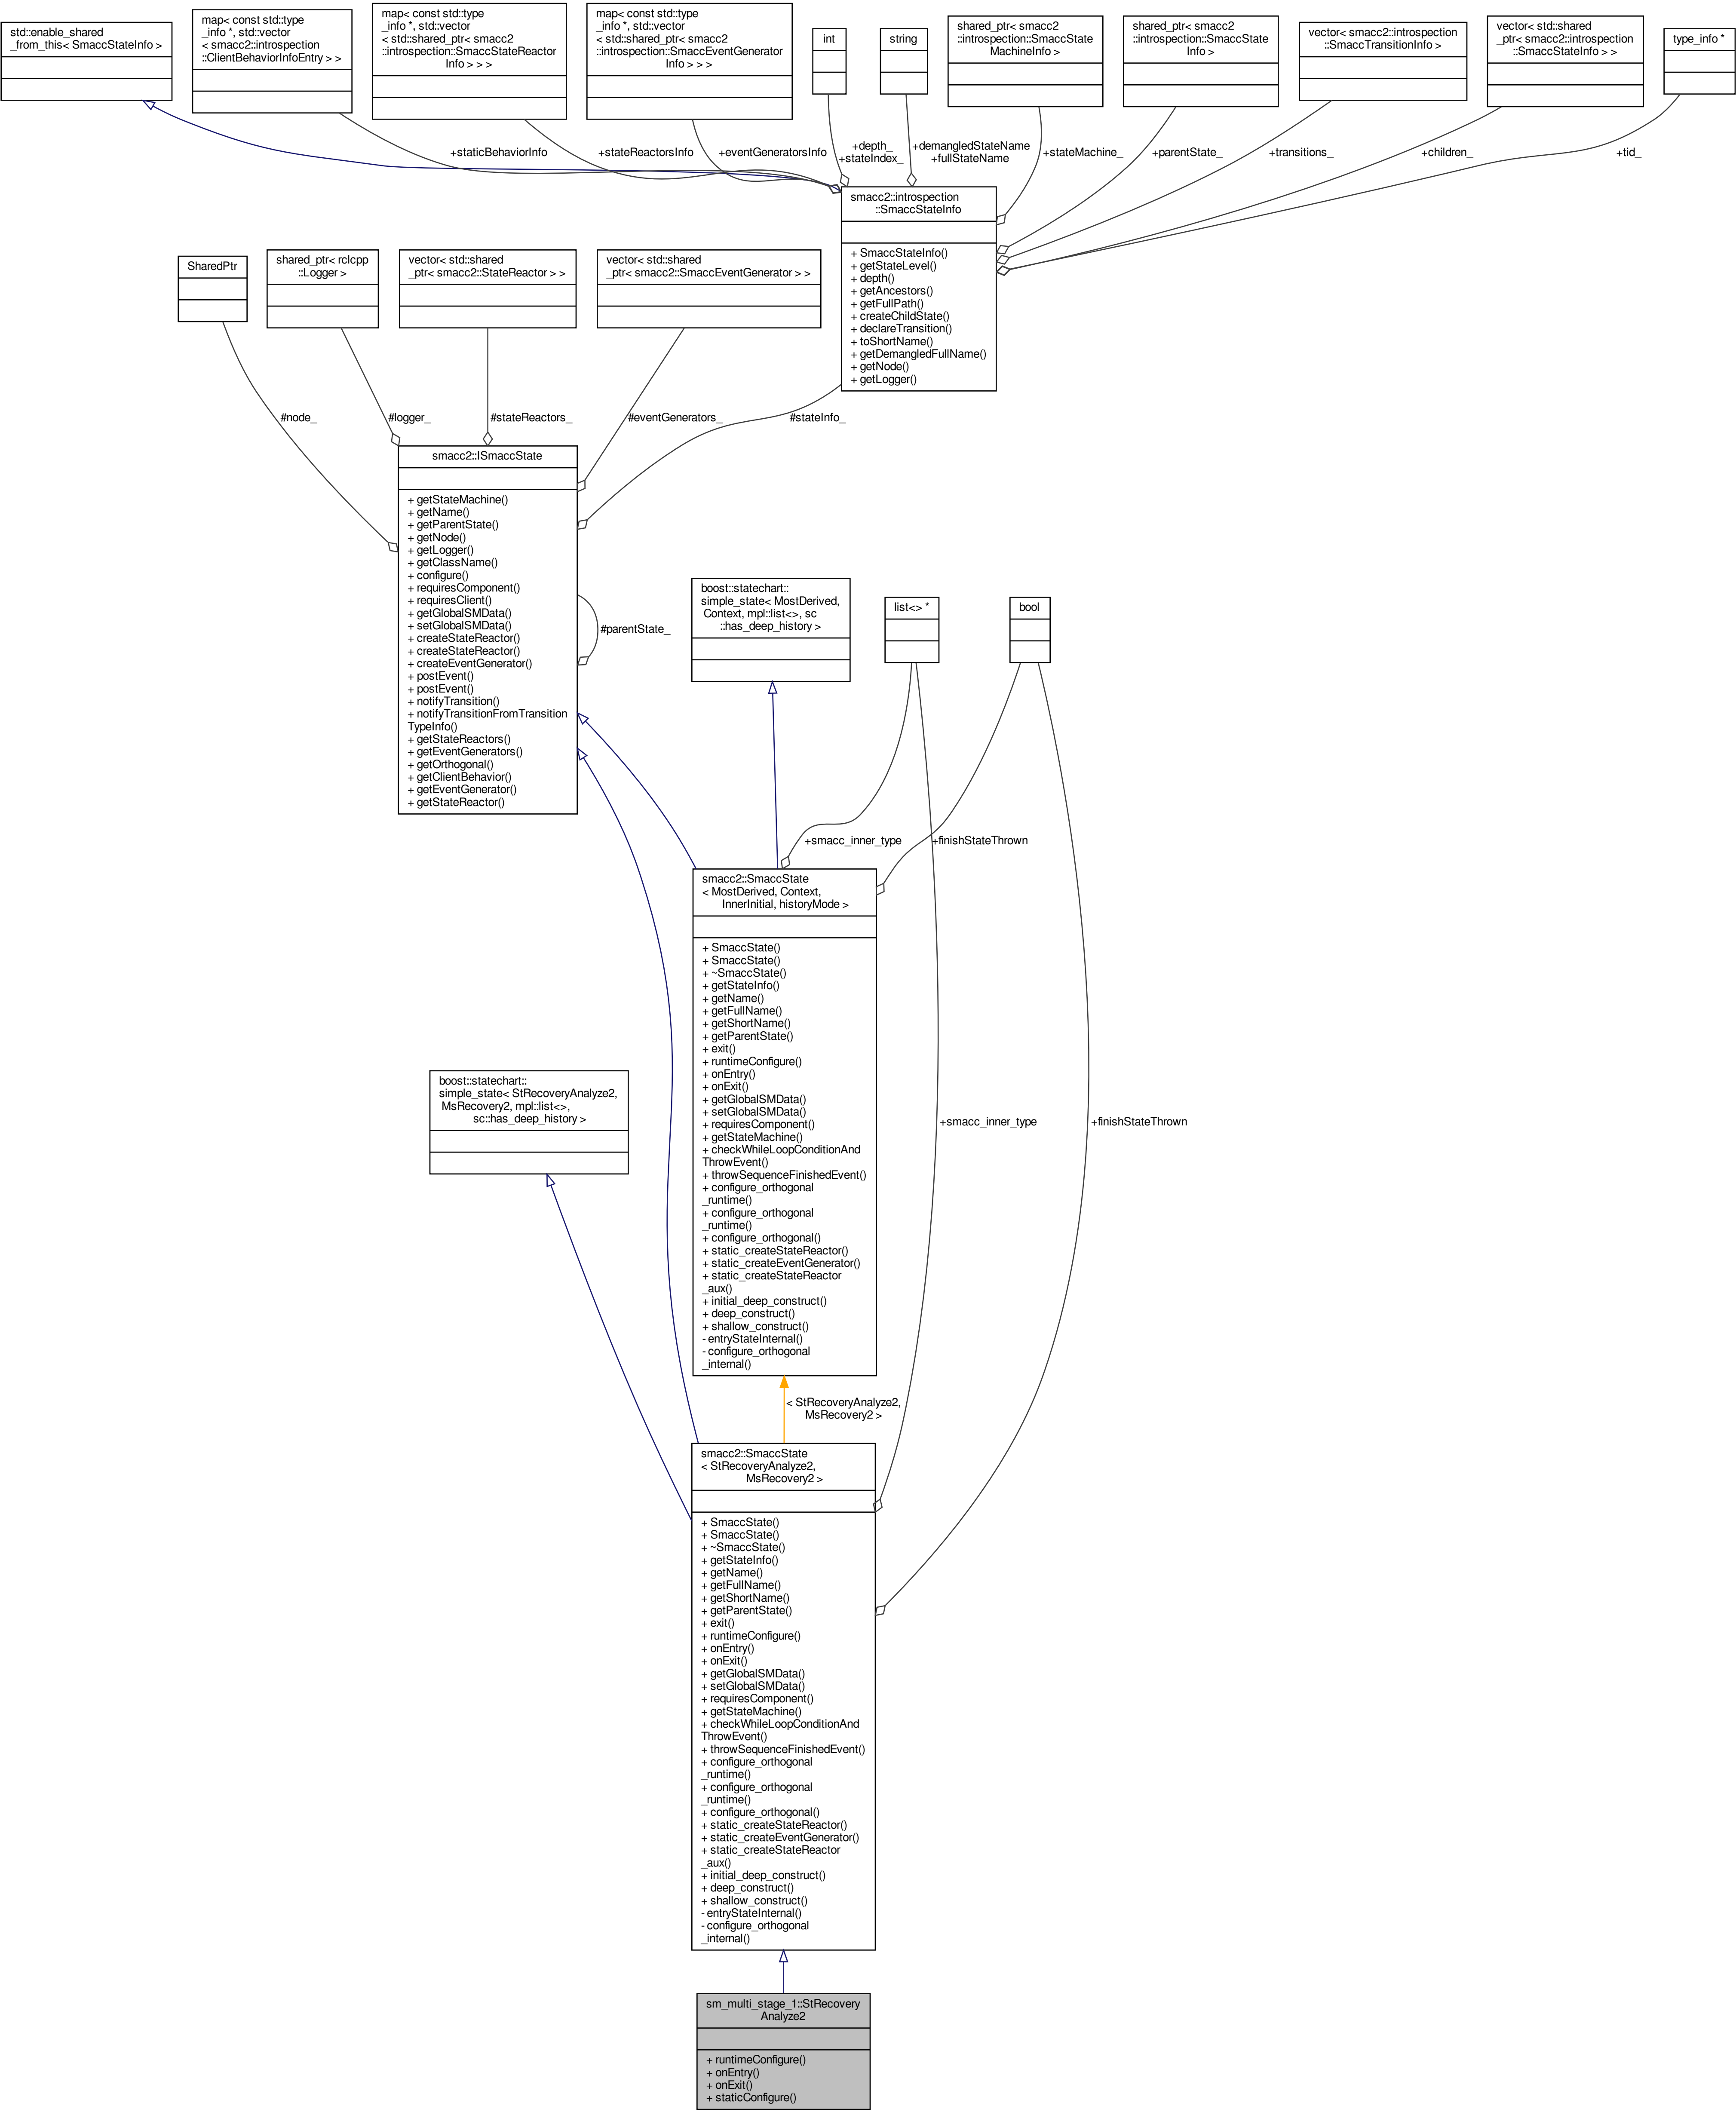 std::enable_shared
_from_this< SmaccStateInfo >
map< const std::type
_info *, std::vector
< smacc2::introspection
::ClientBehaviorInfoEntry > >
map< const std::type
_info *, std::vector
< std::shared_ptr< smacc2
::introspection::SmaccStateReactor
Info > > >
map< const std::type
_info *, std::vector
< std::shared_ptr< smacc2
::introspection::SmaccEventGenerator
Info > > >
int
string
shared_ptr< smacc2
::introspection::SmaccState
MachineInfo >
shared_ptr< smacc2
::introspection::SmaccState
Info >
vector< smacc2::introspection
::SmaccTransitionInfo >
vector< std::shared
_ptr< smacc2::introspection
::SmaccStateInfo > >
type_info *
+staticBehaviorInfo
+stateReactorsInfo
+eventGeneratorsInfo
+depth_
+stateIndex_
+demangledStateName
+fullStateName
+stateMachine_
+parentState_
+transitions_
+children_
+tid_
smacc2::introspection
::SmaccStateInfo
+ SmaccStateInfo()
+ getStateLevel()
+ depth()
+ getAncestors()
+ getFullPath()
+ createChildState()
+ declareTransition()
+ toShortName()
+ getDemangledFullName()
+ getNode()
+ getLogger()
SharedPtr
shared_ptr< rclcpp
::Logger >
vector< std::shared
_ptr< smacc2::StateReactor > >
vector< std::shared
_ptr< smacc2::SmaccEventGenerator > >
#node_
#logger_
#stateReactors_
#eventGenerators_
#stateInfo_
smacc2::ISmaccState
+ getStateMachine()
+ getName()
+ getParentState()
+ getNode()
+ getLogger()
+ getClassName()
+ configure()
+ requiresComponent()
+ requiresClient()
+ getGlobalSMData()
+ setGlobalSMData()
+ createStateReactor()
+ createStateReactor()
+ createEventGenerator()
+ postEvent()
+ postEvent()
+ notifyTransition()
+ notifyTransitionFromTransition
TypeInfo()
+ getStateReactors()
+ getEventGenerators()
+ getOrthogonal()
+ getClientBehavior()
+ getEventGenerator()
+ getStateReactor()
#parentState_
boost::statechart::
simple_state< MostDerived,
Context, mpl::list<>, sc
::has_deep_history >
list<> *
bool
+smacc_inner_type
+finishStateThrown
smacc2::SmaccState
< MostDerived, Context,
InnerInitial, historyMode >
+ SmaccState()
+ SmaccState()
+ ~SmaccState()
+ getStateInfo()
+ getName()
+ getFullName()
+ getShortName()
+ getParentState()
+ exit()
+ runtimeConfigure()
+ onEntry()
+ onExit()
+ getGlobalSMData()
+ setGlobalSMData()
+ requiresComponent()
+ getStateMachine()
+ checkWhileLoopConditionAnd
ThrowEvent()
+ throwSequenceFinishedEvent()
+ configure_orthogonal
_runtime()
+ configure_orthogonal
_runtime()
+ configure_orthogonal()
+ static_createStateReactor()
+ static_createEventGenerator()
+ static_createStateReactor
_aux()
+ initial_deep_construct()
+ deep_construct()
+ shallow_construct()
- entryStateInternal()
- configure_orthogonal
_internal()
boost::statechart::
simple_state< StRecoveryAnalyze2,
MsRecovery2, mpl::list<>,
sc::has_deep_history >
+smacc_inner_type
+finishStateThrown
< StRecoveryAnalyze2,
MsRecovery2 >
smacc2::SmaccState
< StRecoveryAnalyze2,
MsRecovery2 >
+ SmaccState()
+ SmaccState()
+ ~SmaccState()
+ getStateInfo()
+ getName()
+ getFullName()
+ getShortName()
+ getParentState()
+ exit()
+ runtimeConfigure()
+ onEntry()
+ onExit()
+ getGlobalSMData()
+ setGlobalSMData()
+ requiresComponent()
+ getStateMachine()
+ checkWhileLoopConditionAnd
ThrowEvent()
+ throwSequenceFinishedEvent()
+ configure_orthogonal
_runtime()
+ configure_orthogonal
_runtime()
+ configure_orthogonal()
+ static_createStateReactor()
+ static_createEventGenerator()
+ static_createStateReactor
_aux()
+ initial_deep_construct()
+ deep_construct()
+ shallow_construct()
- entryStateInternal()
- configure_orthogonal
_internal()
sm_multi_stage_1::StRecovery
Analyze2
+ runtimeConfigure()
+ onEntry()
+ onExit()
+ staticConfigure()